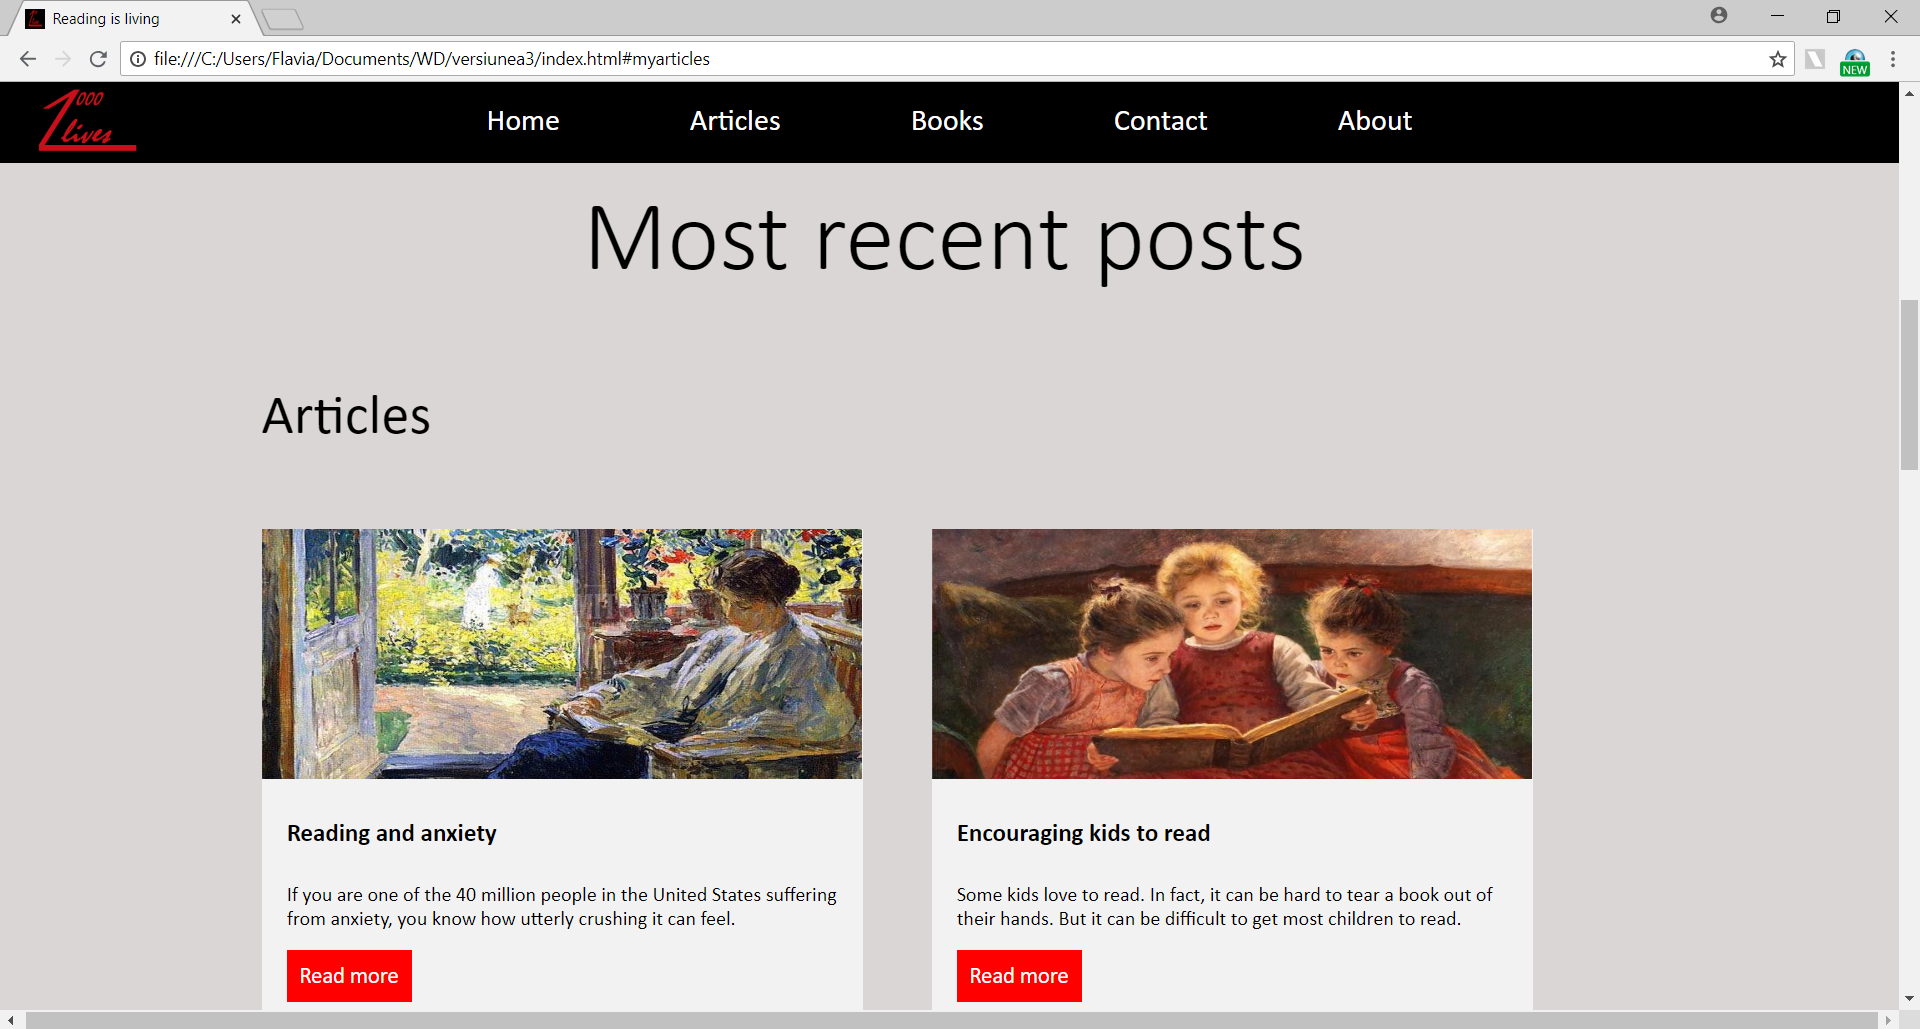 Reading is living
file:///C:/Users/Flavia/Documents/WD/versiunea3/index.html#myarticles
NEW
1000
lives
Home Articles Books Contact About
Most recent posts
Articles
Reading and anxiety
If you are one of the 40 million people in the United States suffering
from anxiety, you know how utterly crushing it can feel.
Read more
Encouraging kids to read
Some kids love to read. In fact, it can be hard to tear a book out of
their hands. But it can be difficult to get most children to read.
Read more